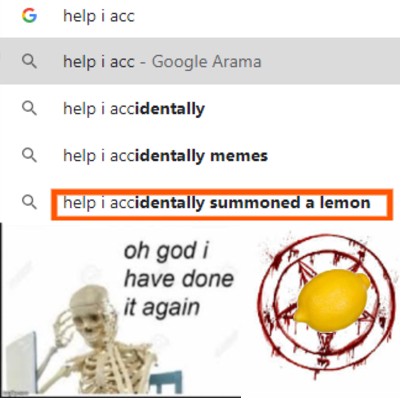 help i acc
help i acc - Google Arama
help i accidentally
help i accidentally memes
help i accidentally summoned a lemon
oh god i
have done
it again